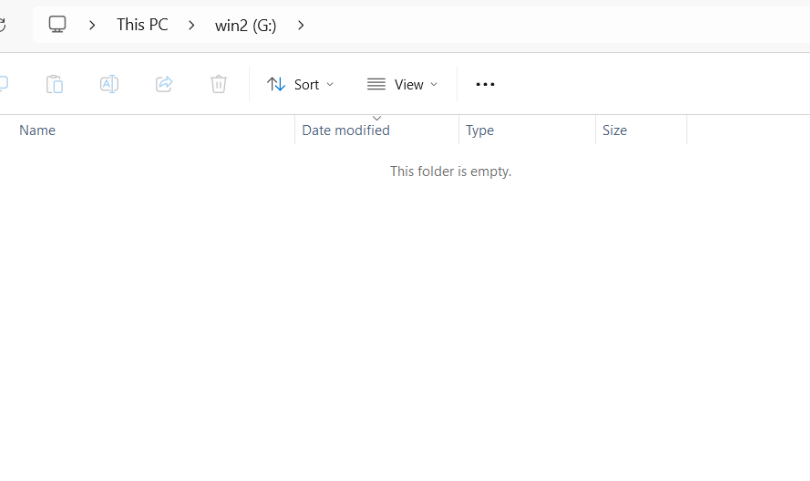 This PC
win2 (G:)
Sort
View
Name
Date modified
Type
Size
This folder is empty.